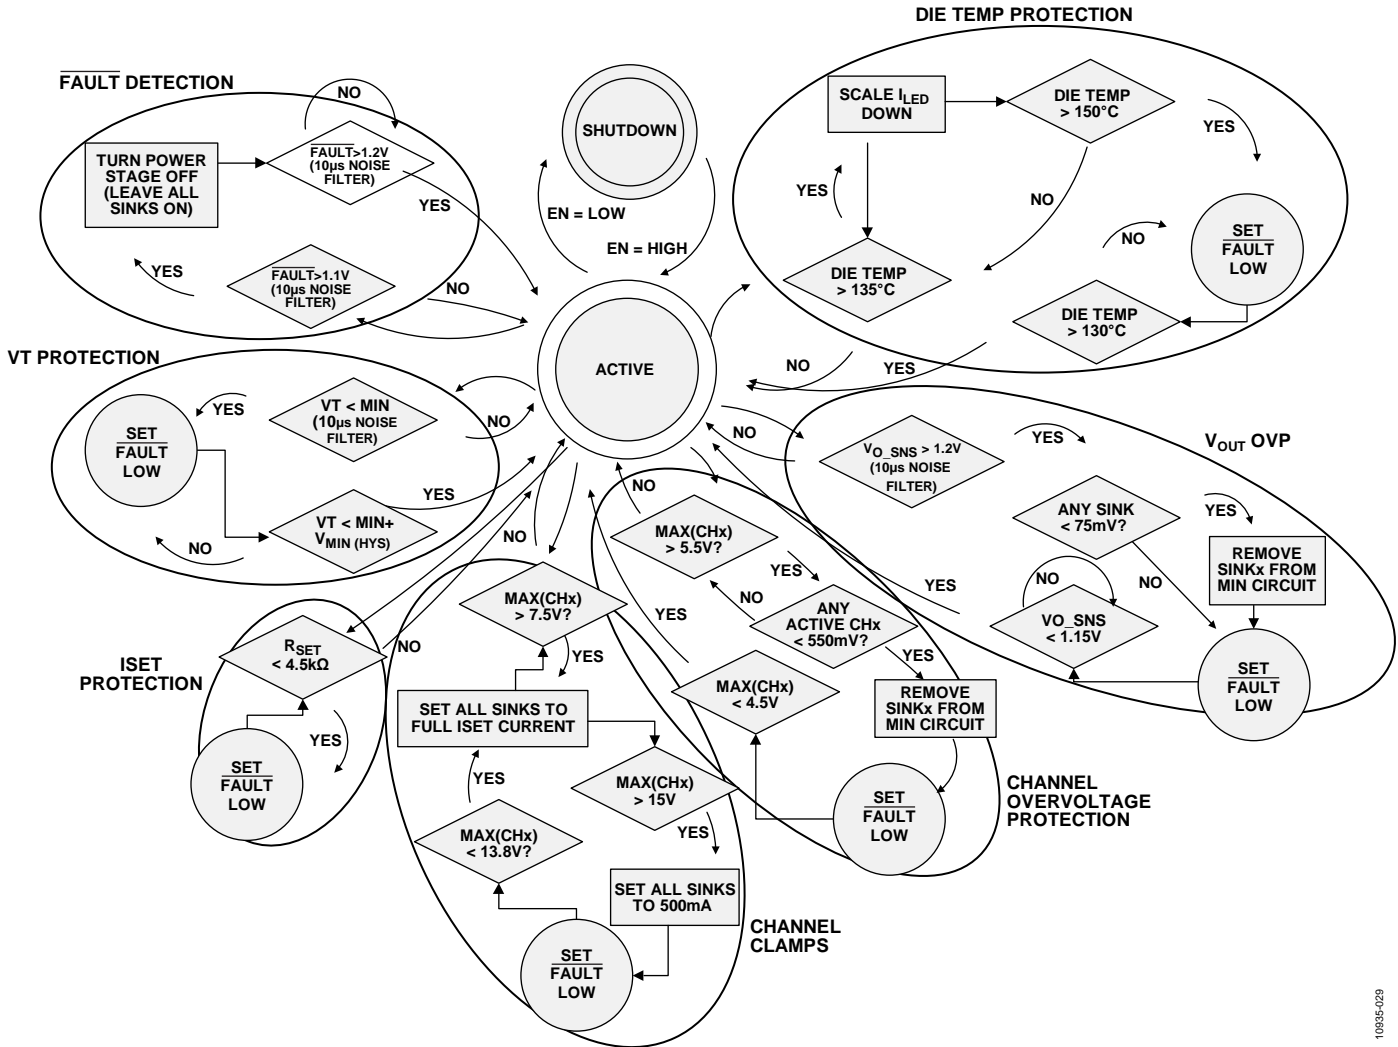 DIE TEMP PROTECTION
FAULT DETECTION
NO
TURN POWER
STAGE OFF
(LEAVE ALL
SINKS ON)
FAULT>1.2V
(10µs NOISE
FILTER)
YES
YES
FAULT>1.1V
(10µs NOISE
FILTER)
NO
SHUTDOWN
EN = LOW
EN = HIGH
ACTIVE
SCALE ILED
DOWN
DIE TEMP
> 150°C
YES
YES
NO
NO
SET
FAULT
LOW
DIE TEMP
> 135°C
DIE TEMP
> 130°C
NO
YES
VT PROTECTION
SET
FAULT
LOW
YES
VT < MIN
(10µs NOISE
FILTER)
NO
YES
NO
VT < MIN+
VMIN (HYS)
VOUT OVP
NO
VO_SNS > 1.2V
(10µs NOISE
FILTER)
YES
ANY SINK
< 75mV?
YES
REMOVE
SINKx FROM
MIN CIRCUIT
NO
NO
VO_SNS
< 1.15V
YES
SET
FAULT
LOW
ISET
PROTECTION
RSET
< 4.5kΩ
NO
YES
SET
FAULT
LOW
NO
MAX(CHx)
> 7.5V?
YES
SET ALL SINKS TO
FULL ISET CURRENT
YES
MAX(CHx)
> 15V
YES
MAX(CHx)
< 13.8V?
SET ALL SINKS
TO 500mA
SET
FAULT
LOW
CHANNEL
CLAMPS
NO
MAX(CHx)
> 5.5V?
YES
NO
ANY
ACTIVE CHx
< 550mV?
YES
YES
MAX(CHx)
< 4.5V
REMOVE
SINKx FROM
MIN CIRCUIT
SET
FAULT
LOW
CHANNEL
OVERVOLTAGE
PROTECTION
10935-029